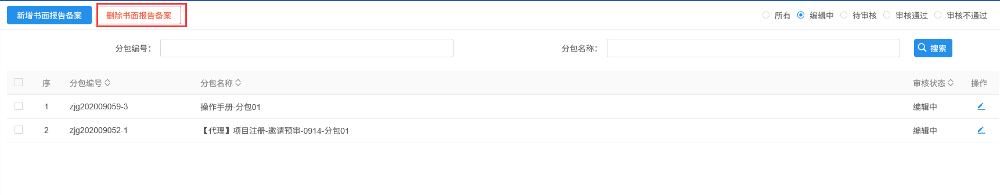 新增书面报告备案 删除书面报告备案 所有 编辑中 待审核 审核通过 审核不通过
分包编号： 分包名称： 搜索
序 分包编号 分包名称 审核状态 操作
1 zjg202009059-3 操作手册-分包01 编辑中
2 zjg202009052-1 【代理】项目注册-邀请预审-0914-分包01 编辑中